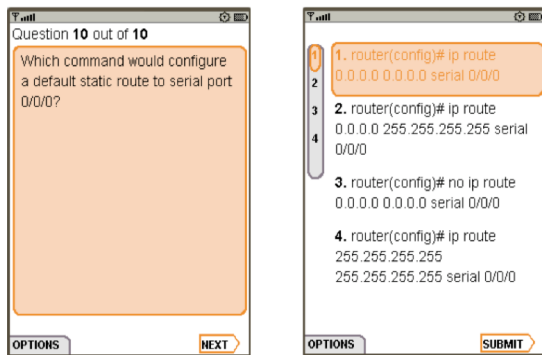 Question 10 out of 10
Which command would configure
a default static route to serial port
0/0/0?
OPTIONS
NEXT
1
2
3
4
1. router(config)# ip route
0.0.0.0 0.0.0.0 serial 0/0/0
2. router(config)# ip route
0.0.0.0 255.255.255.255 serial
0/0/0
3. router(config)# no ip route
0.0.0.0 0.0.0.0 serial 0/0/0
4. router(config)# ip route
255.255.255.255
255.255.255.255 serial 0/0/0
OPTIONS
SUBMIT